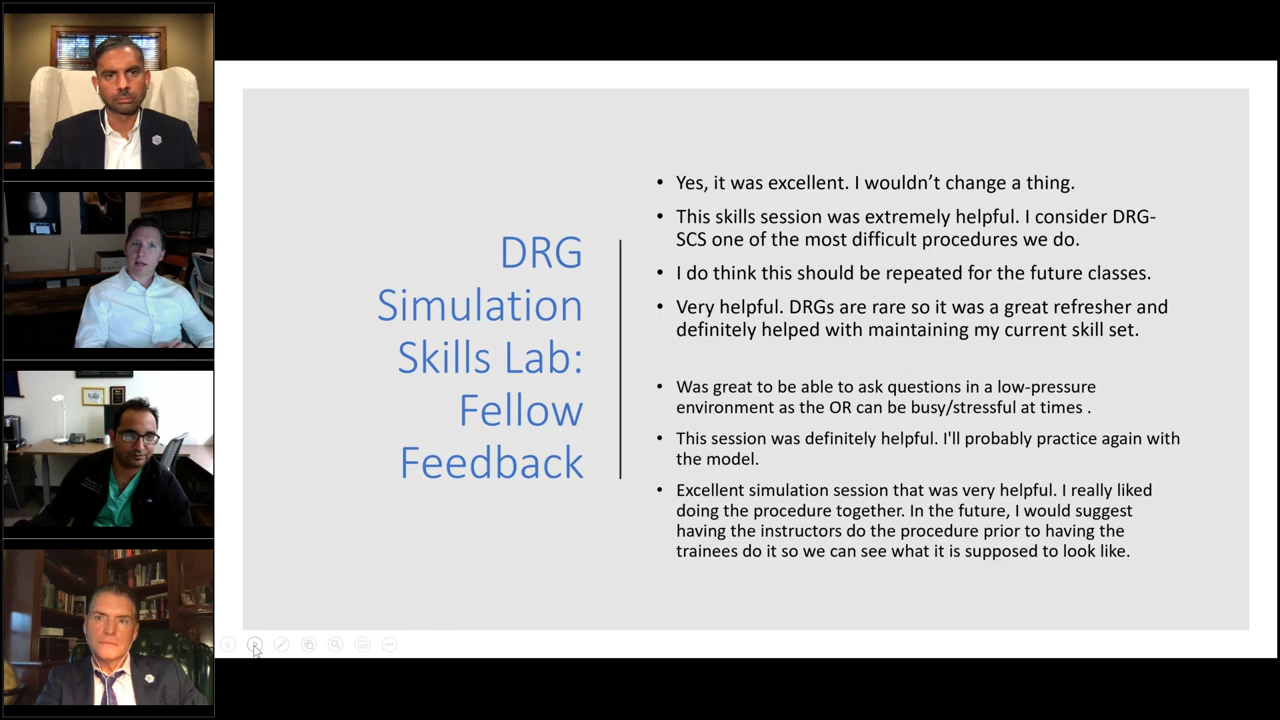 DRG
Simulation
Skills Lab:
Fellow
Feedback
• Yes, it was excellent. I wouldn’t change a thing.
• This skills session was extremely helpful. I consider DRG-
SCS one of the most difficult procedures we do.
• I do think this should be repeated for the future classes.
• Very helpful. DRGs are rare so it was a great refresher and
definitely helped with maintaining my current skill set.
• Was great to be able to ask questions in a low-pressure
environment as the OR can be busy/stressful at times .
• This session was definitely helpful. I'll probably practice again with
the model.
• Excellent simulation session that was very helpful. I really liked
doing the procedure together. In the future, I would suggest
having the instructors do the procedure prior to having the
trainees do it so we can see what it is supposed to look like.